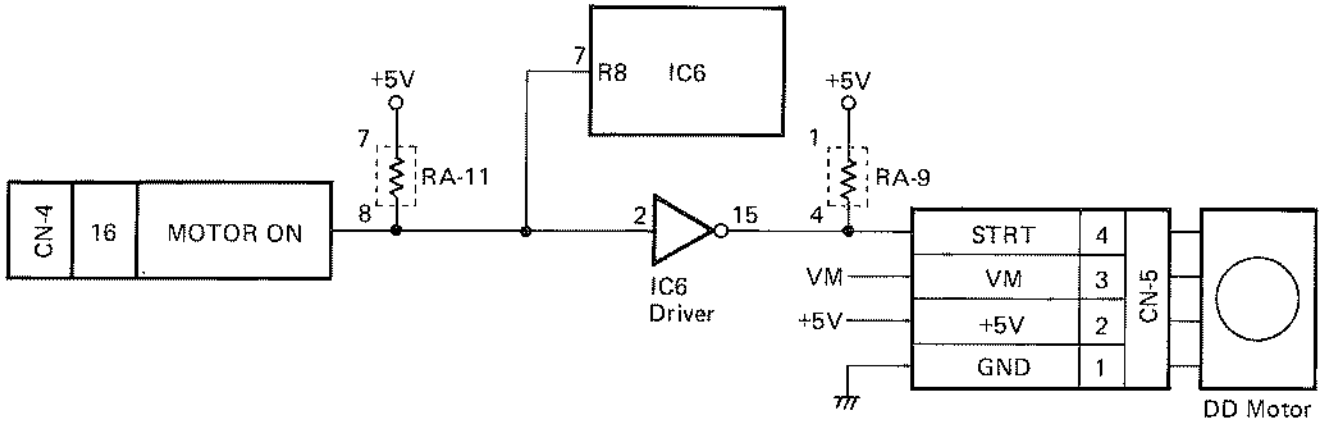 7
R8 IC6
+5V
+5V
7
1
RA-11
RA-9
8
2
15
4
CN-4 16 MOTOR ON
STRT 4
VM
VM 3
+5V
+5V 2
GND 1
CN-5
IC6
Driver
DD Motor